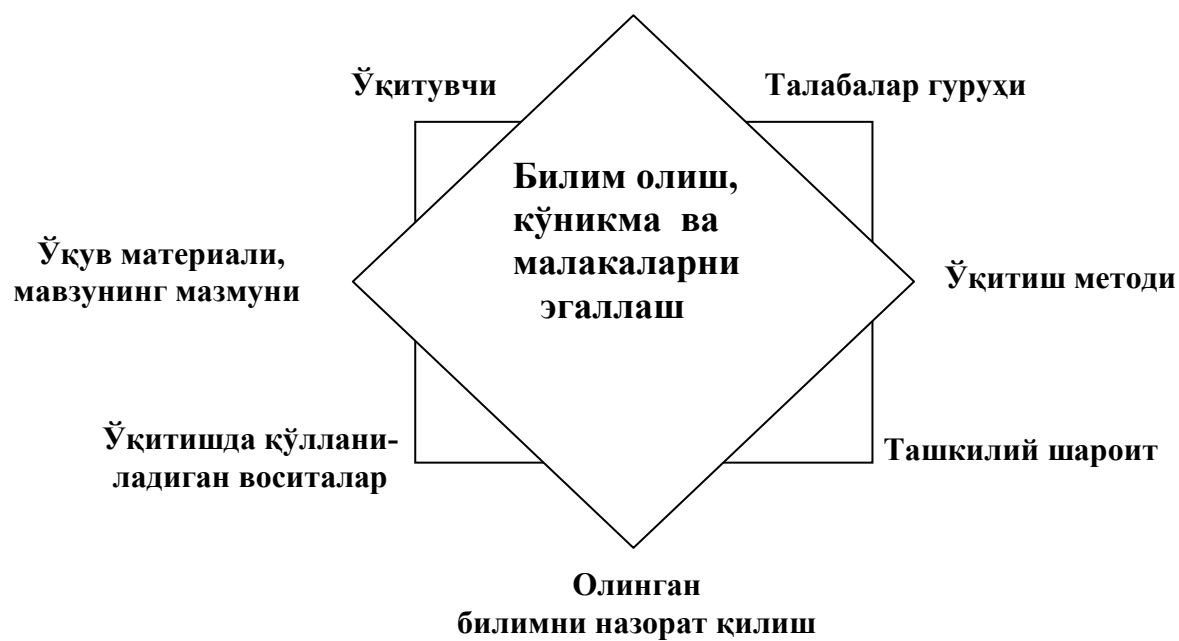 Ўқитувчи
Талабалар гуруҳи
Билим олиш,
кўникма ва
малакаларни
эгаллаш
Ўқув материали,
мавзунинг мазмуни
Ўқитиш методи
Ўқитишда қўллани-
ладиган воситалар
Ташкилий шароит
Олинган
билимни назорат қилиш